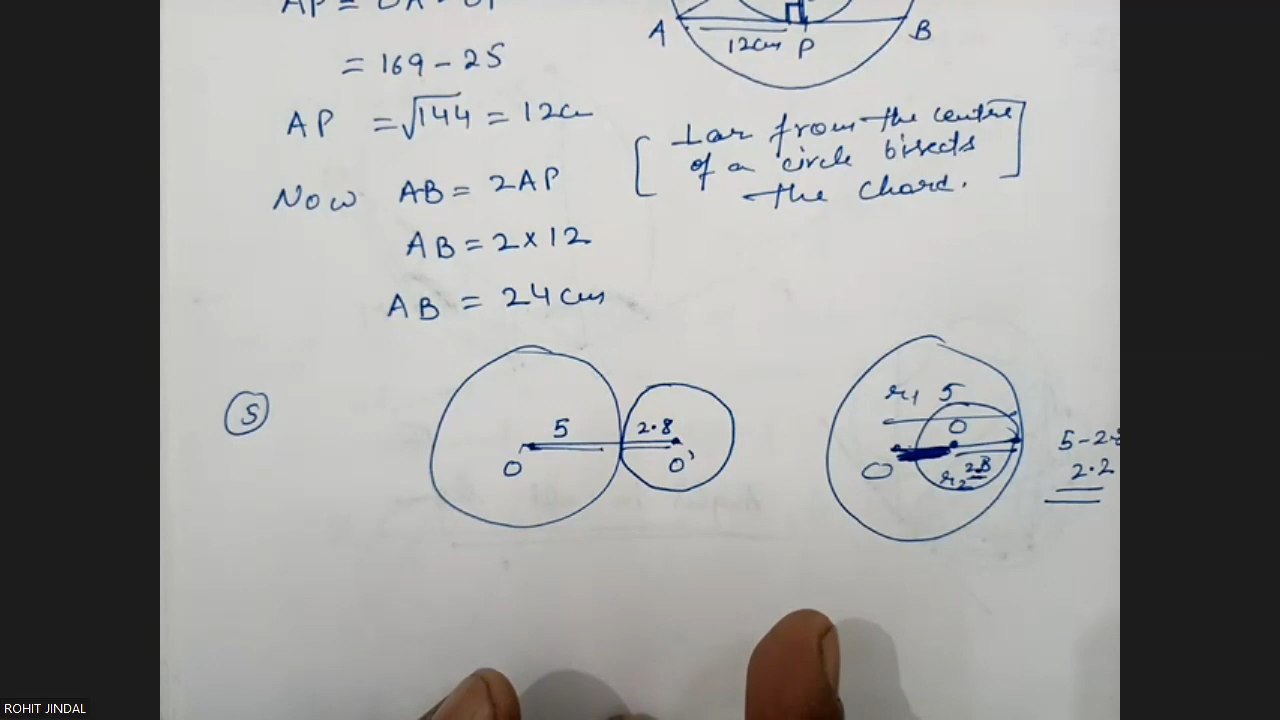 = 169 - 25
AP = √144 = 12cm
Now AB = 2AP
AB = 2 × 12
AB = 24 cm
A 12cm P B
[ ⊥ar from the centre
of a circle bisects
the chord. ]
5
5 2.8
O O'
r1 5
O
O
r2 2.8
5 - 2.8
2.2
ROHIT JINDAL